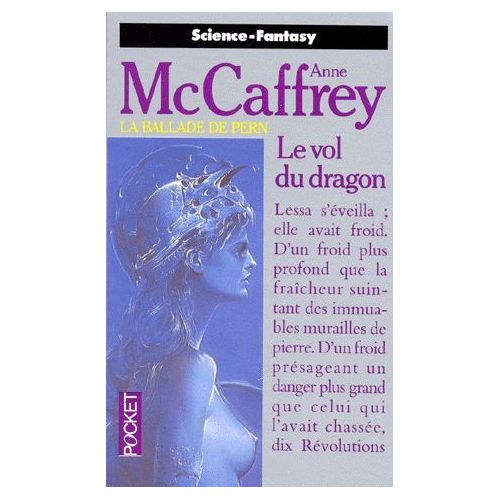 Science-Fantasy
Anne
McCaffrey
LA BALLADE DE PERN
Le vol
du dragon
Lessa s'éveilla ;
elle avait froid.
D'un froid plus
profond que la
fraîcheur suin-
tant des immua-
bles murailles de
pierre. D'un froid
présageant un
danger plus grand
que celui qui
l'avait chassée,
dix Révolutions
POCKET